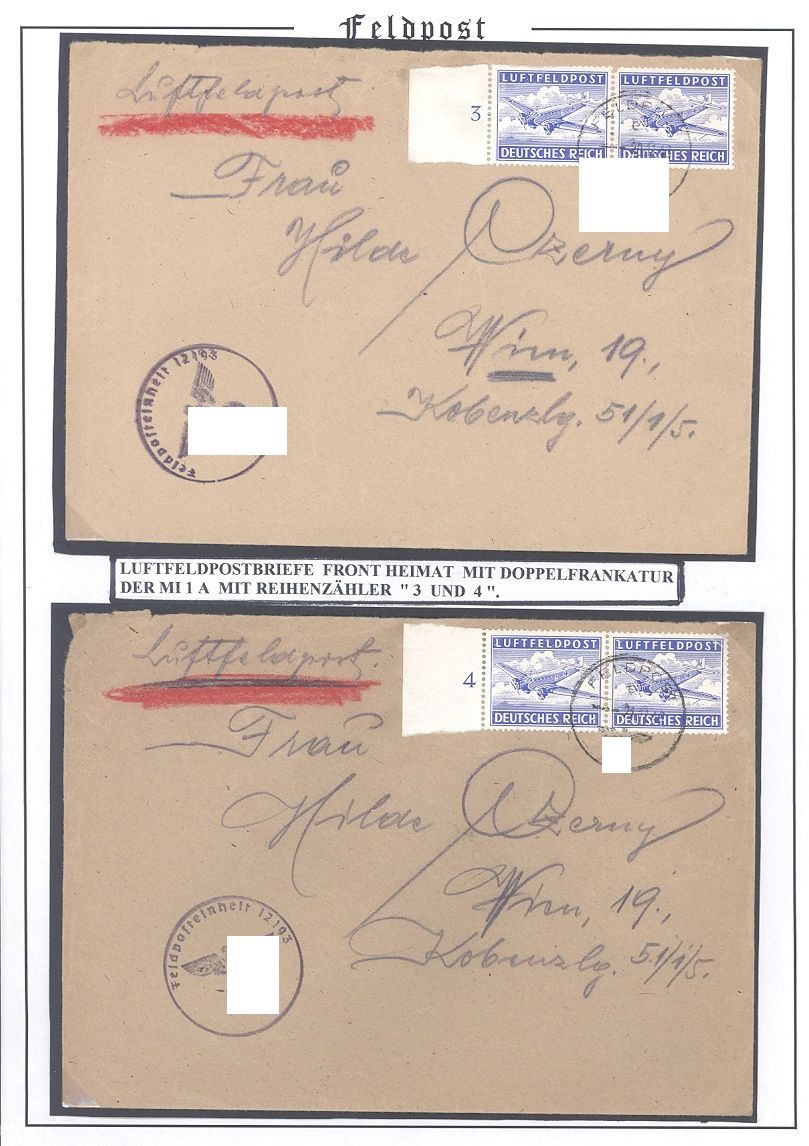 Feldpost
Luftfeldpost
3
LUFTFELDPOST LUFTFELDPOST
DEUTSCHES REICH DEUTSCHES REICH
Frau
Hilde Czerny
Wien, 19.,
Kobenzlg. 51/1/5.
Feldposteinheit 12193
LUFTFELDPOSTBRIEFE FRONT HEIMAT MIT DOPPELFRANKATUR
DER MI 1 A MIT REIHENZÄHLER " 3 UND 4 ".
Luftfeldpost.
4
LUFTFELDPOST LUFTFELDPOST
DEUTSCHES REICH DEUTSCHES REICH
FELDPOST
Frau
Hilde Czerny
Wien, 19.,
Kobenzlg. 51/1/5.
Feldposteinheit 12193